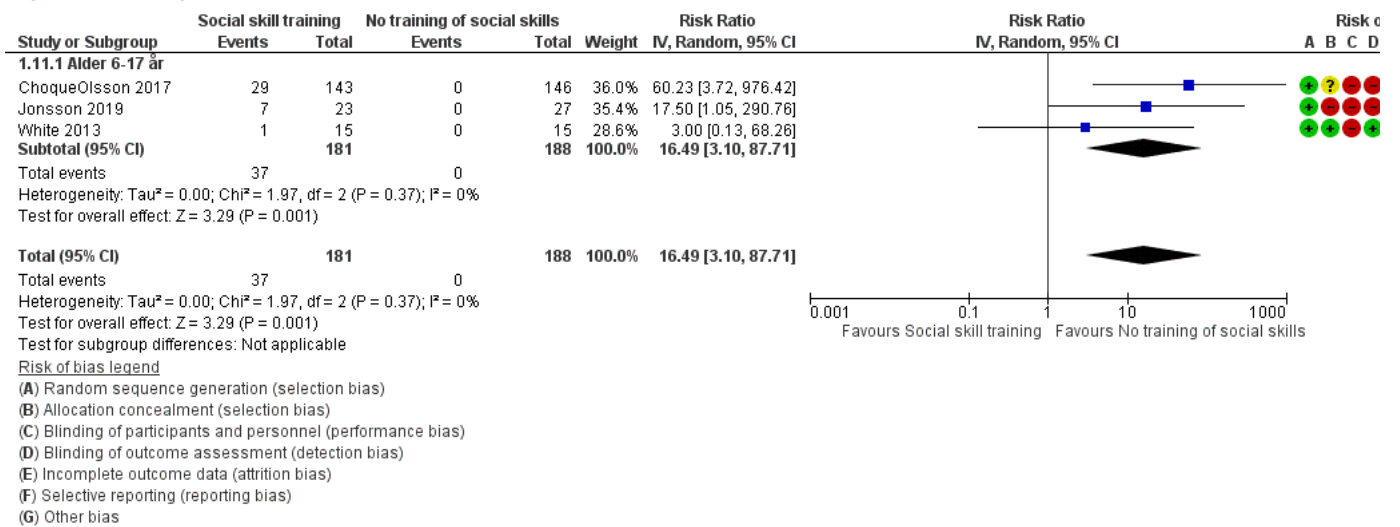 Social skill training No training of social skills Risk Ratio Risk Ratio Risk o
Study or Subgroup Events Total Events Total Weight IV, Random, 95% CI IV, Random, 95% CI A B C D
1.11.1 Alder 6-17 år
ChoqueOlsson 2017 29 143 0 146 36.0% 60.23 [3.72, 976.42] + ? - -
Jonsson 2019 7 23 0 27 35.4% 17.50 [1.05, 290.76] + - - -
White 2013 1 15 0 15 28.6% 3.00 [0.13, 68.26] + + - +
Subtotal (95% CI) 181 188 100.0% 16.49 [3.10, 87.71]
Total events 37 0
Heterogeneity: Tau² = 0.00; Chi² = 1.97, df = 2 (P = 0.37); I² = 0%
Test for overall effect: Z = 3.29 (P = 0.001)
Total (95% CI) 181 188 100.0% 16.49 [3.10, 87.71]
Total events 37 0
Heterogeneity: Tau² = 0.00; Chi² = 1.97, df = 2 (P = 0.37); I² = 0%
Test for overall effect: Z = 3.29 (P = 0.001)
Test for subgroup differences: Not applicable
0.001 0.1 1 10 1000
Favours Social skill training Favours No training of social skills
Risk of bias legend
(A) Random sequence generation (selection bias)
(B) Allocation concealment (selection bias)
(C) Blinding of participants and personnel (performance bias)
(D) Blinding of outcome assessment (detection bias)
(E) Incomplete outcome data (attrition bias)
(F) Selective reporting (reporting bias)
(G) Other bias